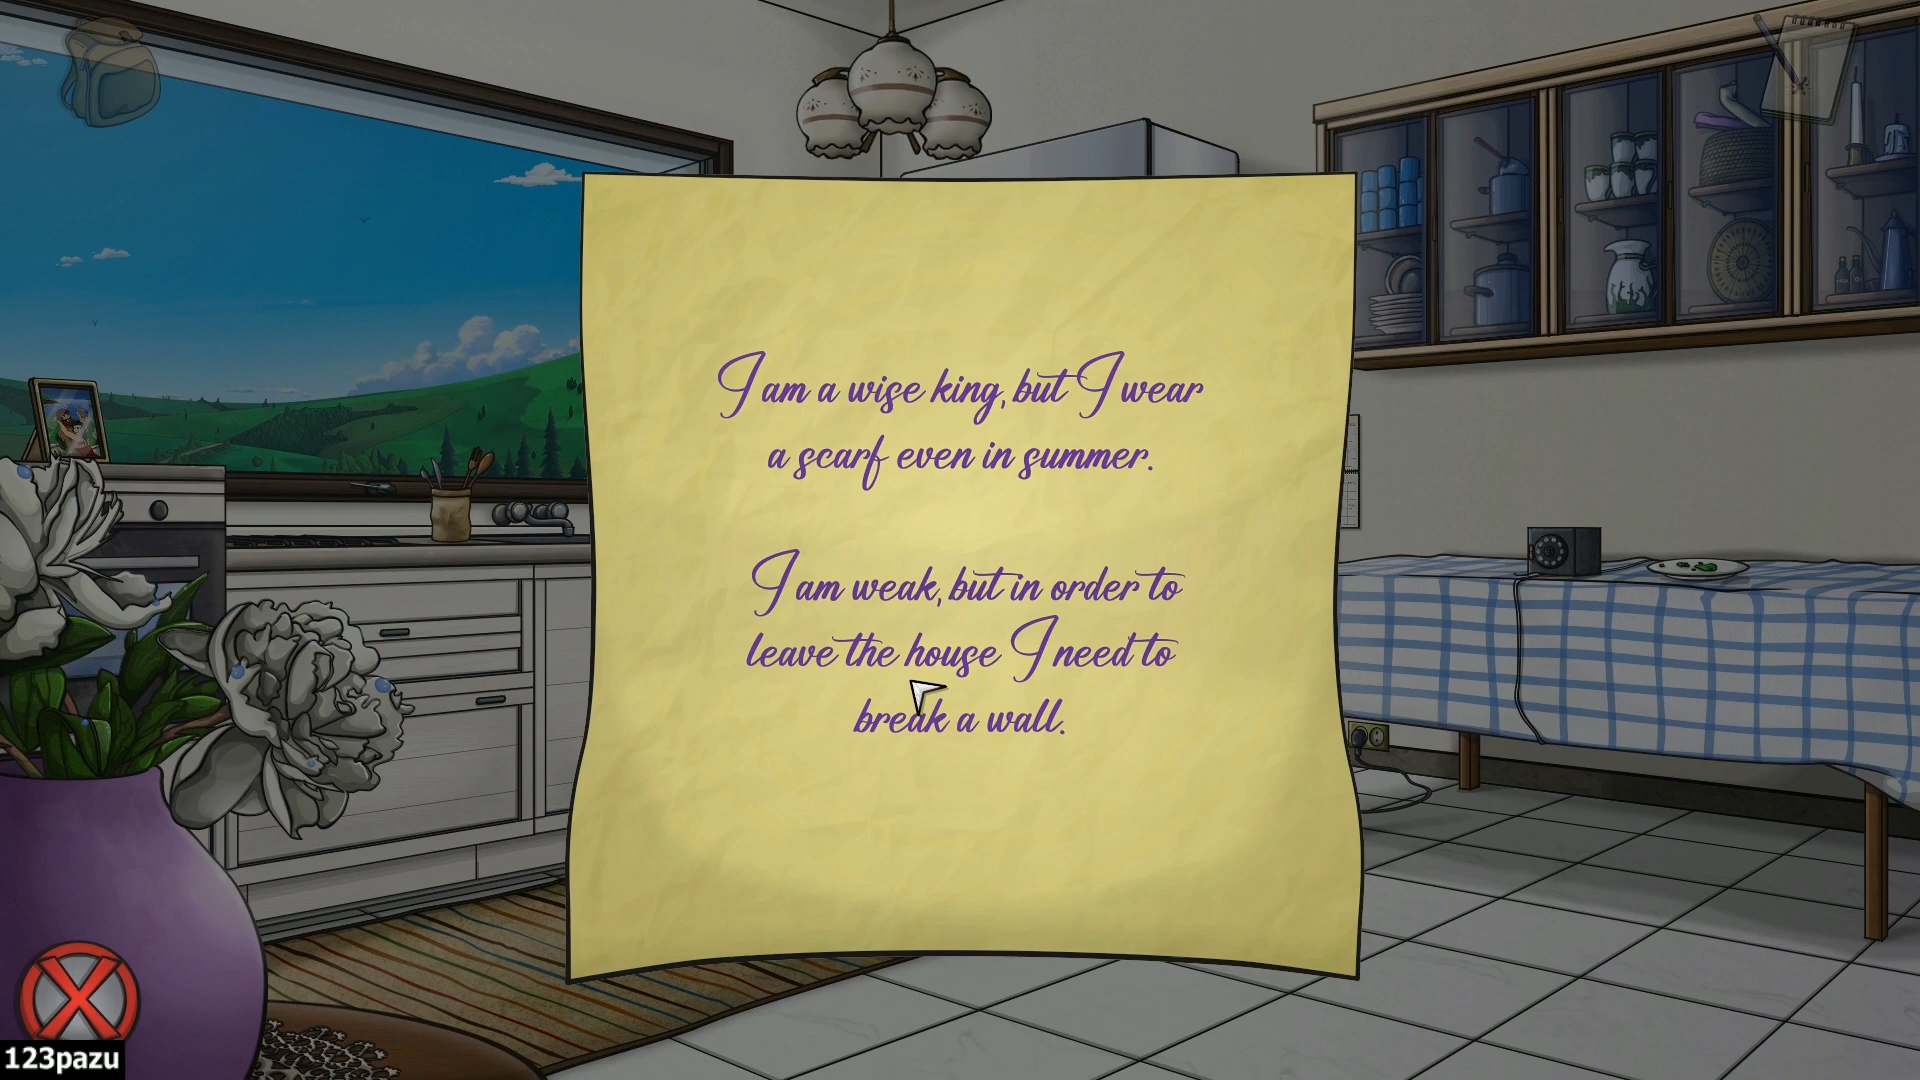 I am a wise king, but I wear
a scarf even in summer.
I am weak, but in order to
leave the house I need to
break a wall.
123pazu